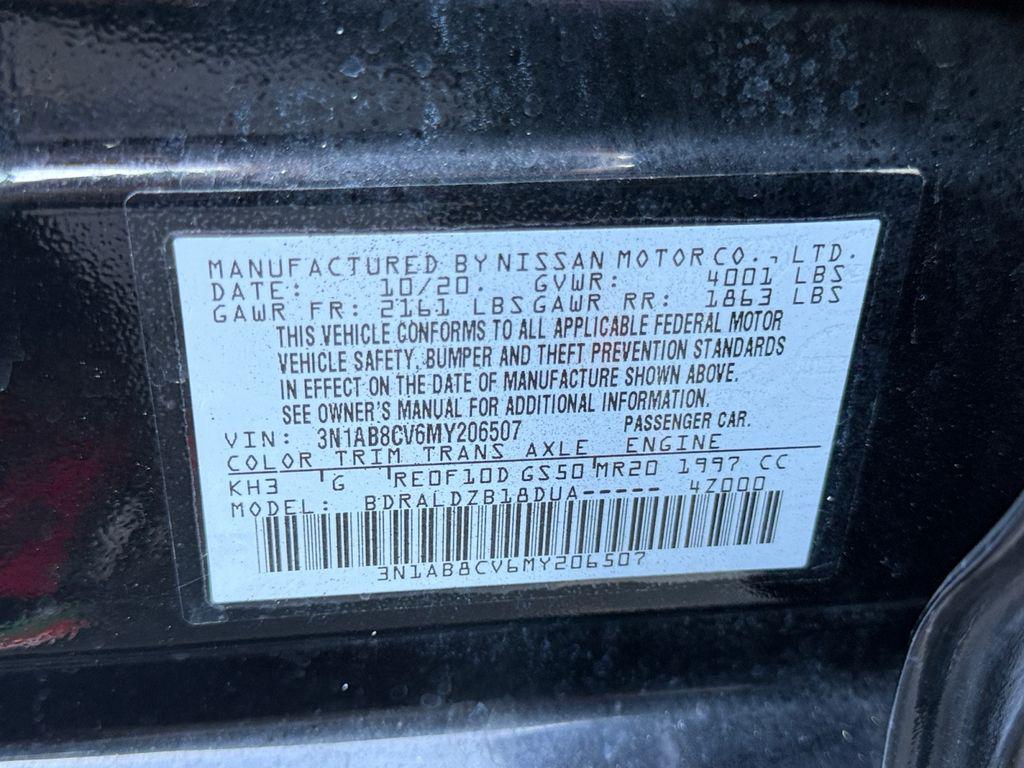 MANUFACTURED BY NISSAN MOTOR CO., LTD.
DATE: 10/20. GVWR: 4001 LBS
GAWR FR: 2161 LBS GAWR RR: 1863 LBS
THIS VEHICLE CONFORMS TO ALL APPLICABLE FEDERAL MOTOR
VEHICLE SAFETY, BUMPER AND THEFT PREVENTION STANDARDS
IN EFFECT ON THE DATE OF MANUFACTURE SHOWN ABOVE.
SEE OWNER'S MANUAL FOR ADDITIONAL INFORMATION.
VIN: 3N1AB8CV6MY206507 PASSENGER CAR.
COLOR TRIM TRANS AXLE ENGINE
KH3 G RE0F10D GS50 MR20 1997 CC
MODEL: BDRALDZB18DUA----- 4Z000
3N1AB8CV6MY206507